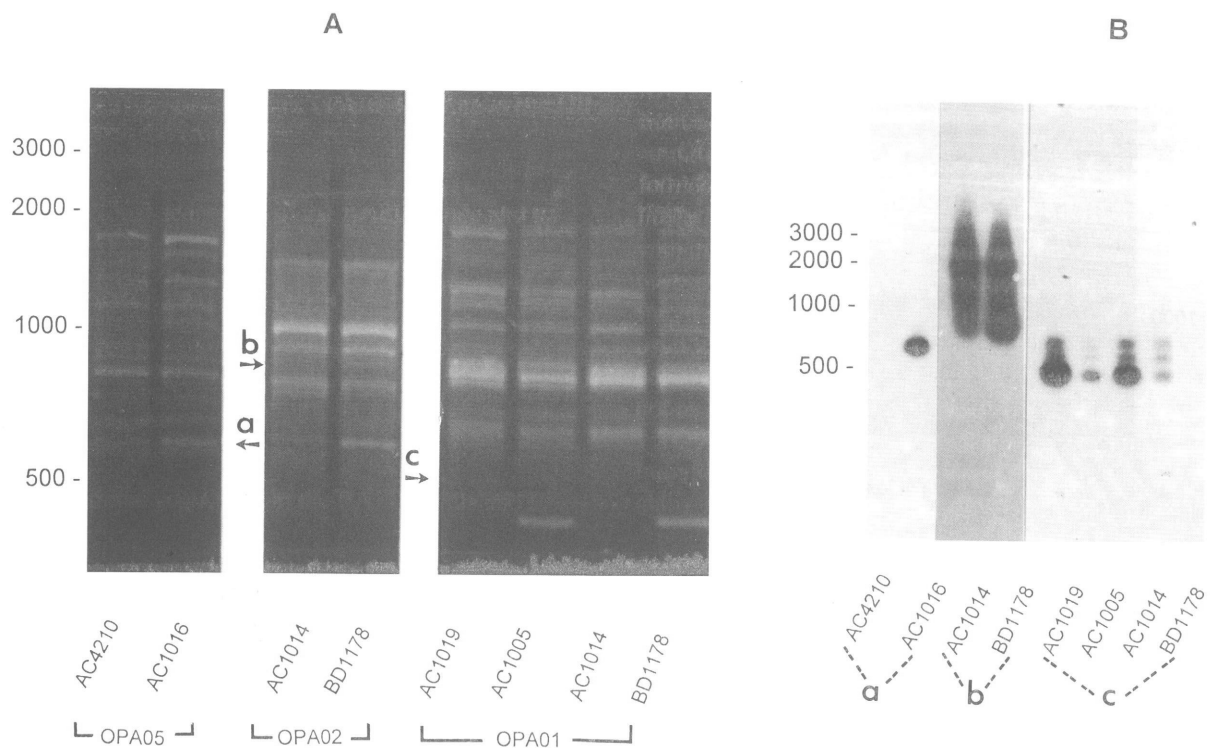 A
B
3000 -
2000 -
1000 -
500 -
b
a
c
3000 -
2000 -
1000 -
500 -
AC4210
AC1016
AC1014
BD1178
AC1019
AC1005
AC1014
BD1178
OPA05
OPA02
OPA01
AC4210
AC1016
AC1014
BD1178
AC1019
AC1005
AC1014
BD1178
a
b
c